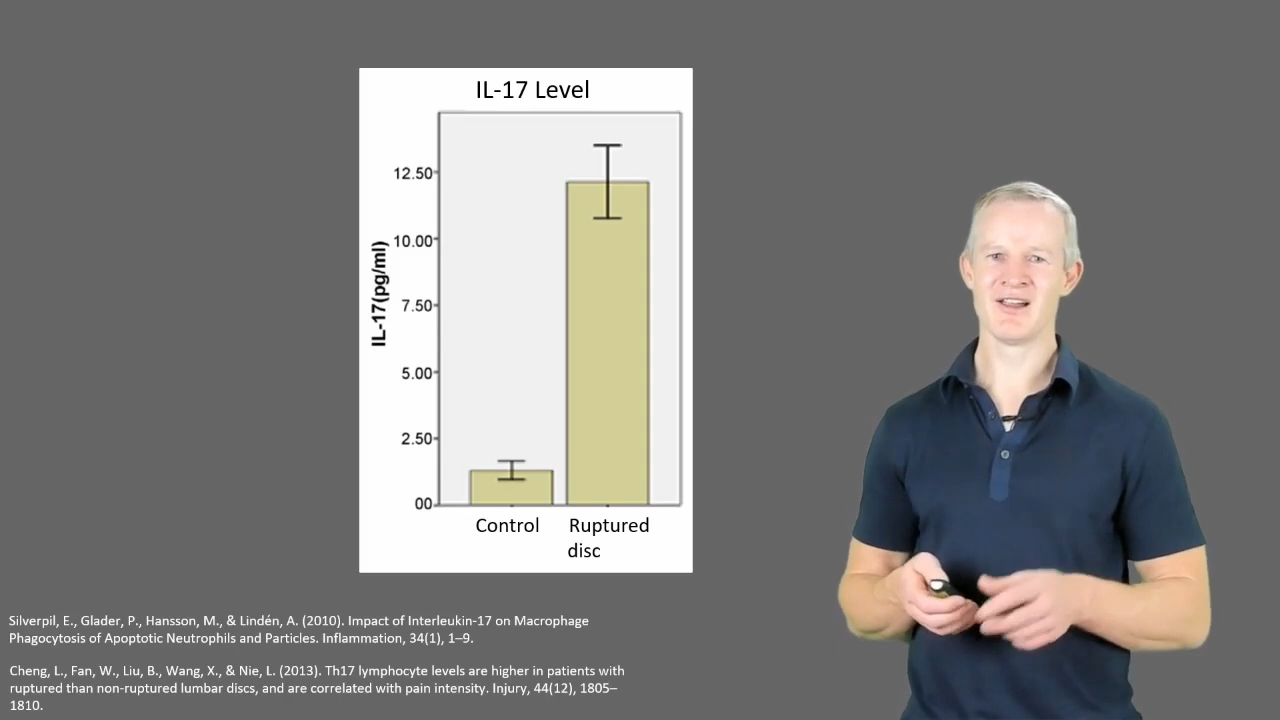 IL-17 Level
IL-17(pg/ml)
12.50
10.00
7.50
5.00
2.50
00
Control
Ruptured
disc
Silverpil, E., Glader, P., Hansson, M., & Lindén, A. (2010). Impact of Interleukin-17 on Macrophage
Phagocytosis of Apoptotic Neutrophils and Particles. Inflammation, 34(1), 1–9.
Cheng, L., Fan, W., Liu, B., Wang, X., & Nie, L. (2013). Th17 lymphocyte levels are higher in patients with
ruptured than non-ruptured lumbar discs, and are correlated with pain intensity. Injury, 44(12), 1805–
1810.